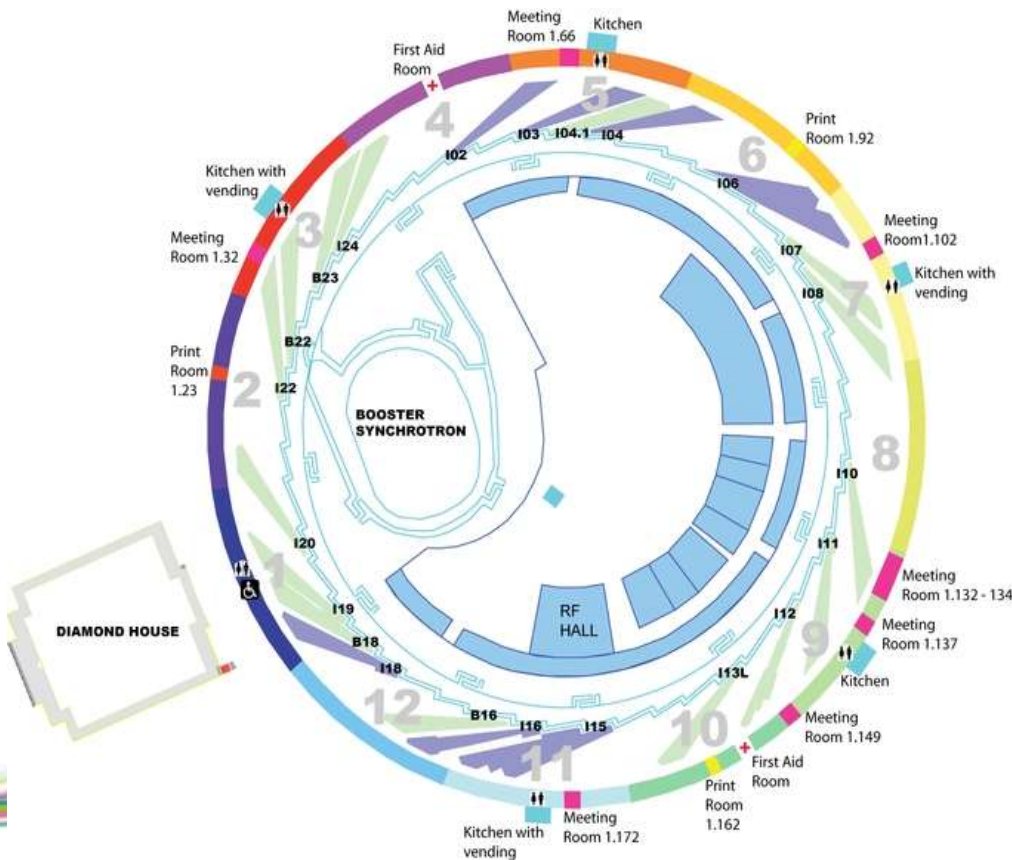 Meeting
Room 1.66
Kitchen
First Aid
Room
4
5
I03
I04.1
I04
I02
Print
Room 1.92
6
I06
Kitchen with
vending
3
I24
Meeting
Room 1.32
B23
Meeting
Room1.102
I07
Kitchen with
vending
I08
7
B22
Print
Room
1.23
2
I22
BOOSTER
SYNCHROTRON
8
I10
I20
I11
1
Meeting
Room 1.132 - 134
DIAMOND HOUSE
I19
RF
HALL
I12
Meeting
Room 1.137
B18
9
I18
I13L
Kitchen
12
B16
I16
I15
10
Meeting
Room 1.149
11
First Aid
Room
Print
Room
1.162
Kitchen with
vending
Meeting
Room 1.172